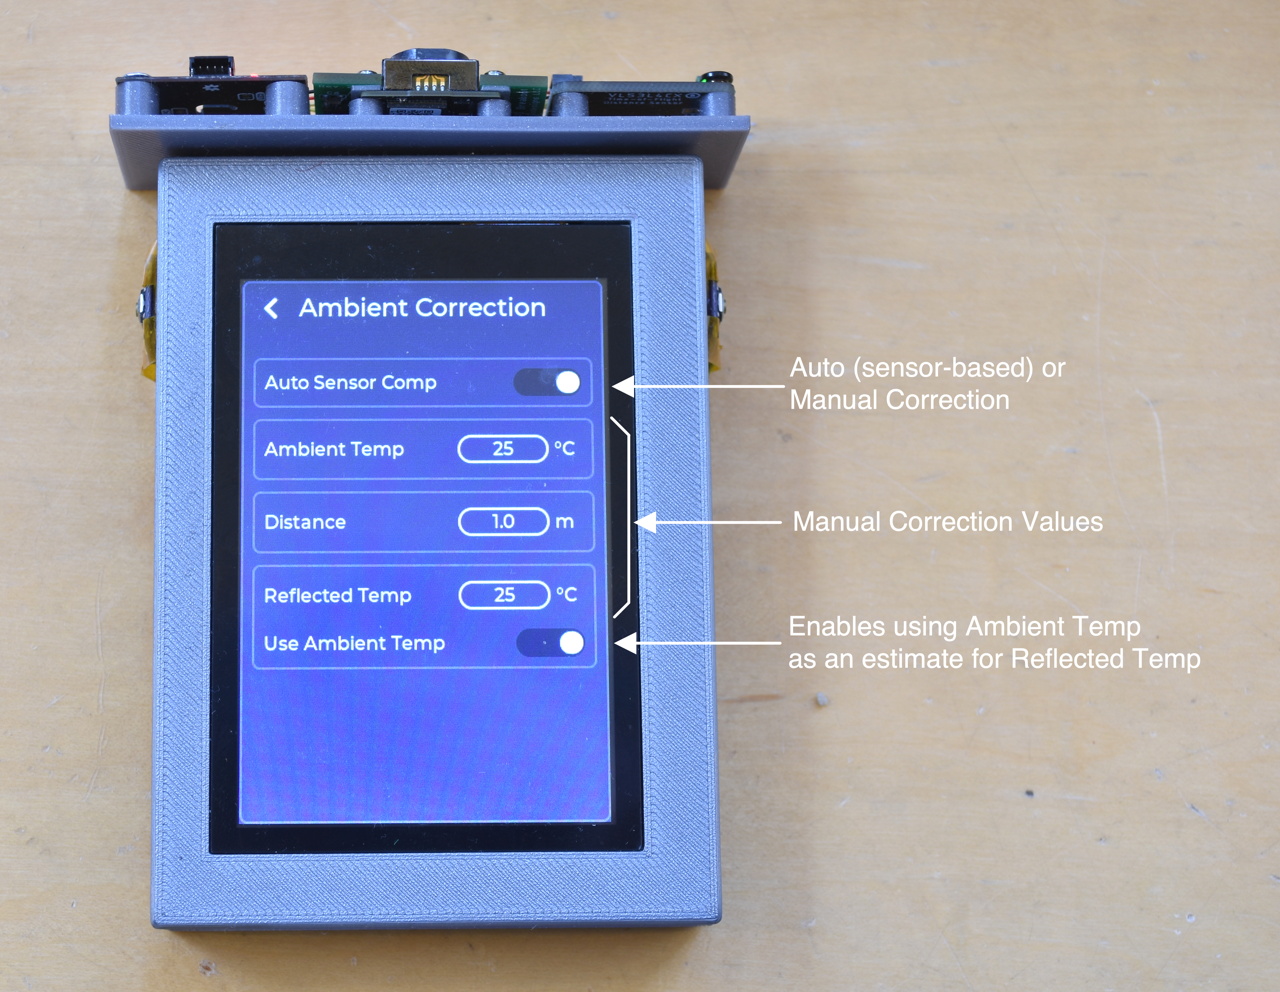 VL53L4CX
Ambient Correction
Auto Sensor Comp
Auto (sensor-based) or
Manual Correction
Ambient Temp 25 °C
Distance 1.0 m
Manual Correction Values
Reflected Temp 25 °C
Use Ambient Temp
Enables using Ambient Temp
as an estimate for Reflected Temp